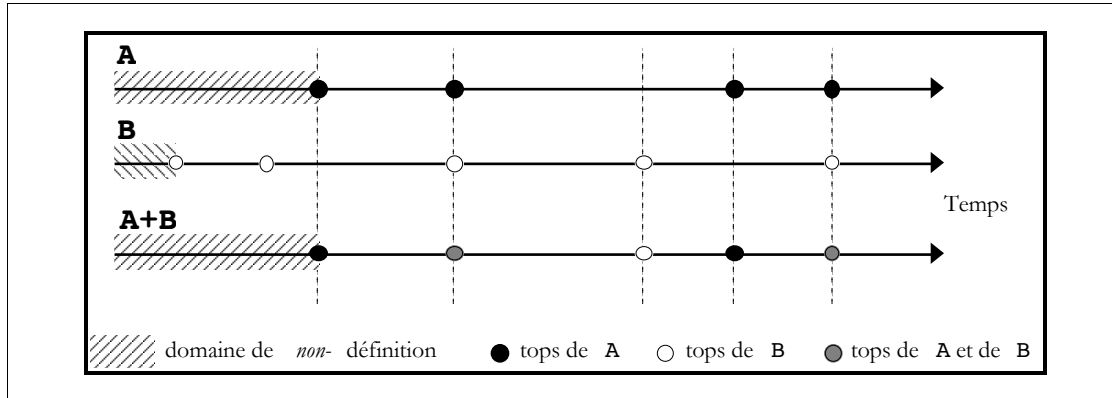 A
B
Temps
A+B
domaine de non- définition tops de A tops de B tops de A et de B